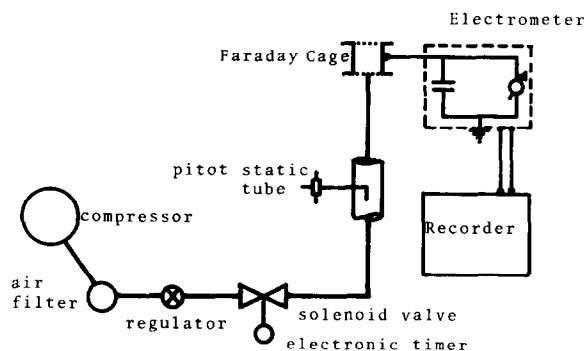 Electrometer
Faraday Cage
pitot static
tube
compressor
Recorder
air
filter
regulator
solenoid valve
electronic timer